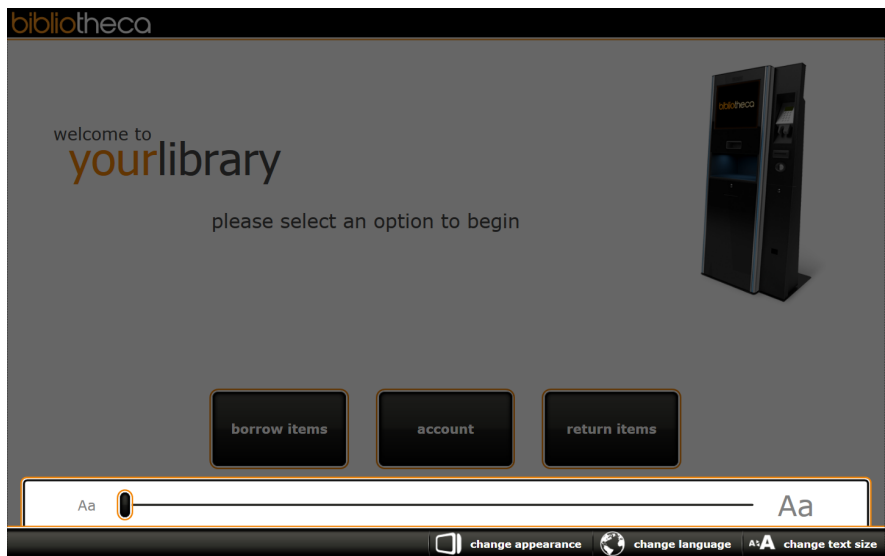 bibliotheca
bibliotheca
welcome to
yourlibrary
please select an option to begin
borrow items
account
return items
Aa
Aa
change appearance
change language
A:A change text size